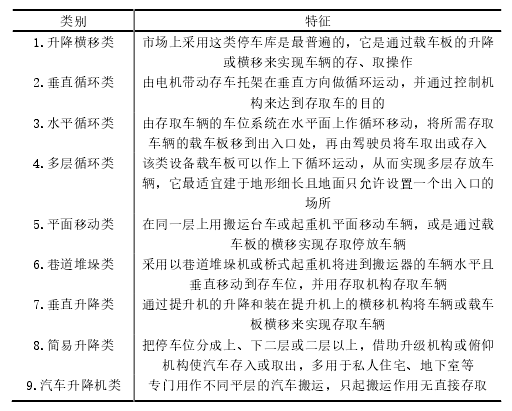 类别 特征
1.升降横移类 市场上采用这类停车库是最普遍的，它是通过载车板的升降
或横移来实现车辆的存、取操作
2.垂直循环类 由电机带动存车托架在垂直方向做循环运动，并通过控制机
构来达到存取车的目的
3.水平循环类 由存取车辆的车位系统在水平面上作循环移动，将所需存取
车辆的载车板移到出入口处，再由驾驶员将车取出或存入
4.多层循环类 该类设备载车板可以作上下循环运动，从而实现多层存放车
辆，它最适宜建于地形细长且地面只允许设置一个出入口的
场所
5.平面移动类 在同一层上用搬运台车或起重机平面移动车辆，或是通过载
车板的横移实现存取停放车辆
6.巷道堆垛类 采用以巷道堆垛机或桥式起重机将进到搬运器的车辆水平且
垂直移动到存车位，并用存取机构存取车辆
7.垂直升降类 通过提升机的升降和装在提升机上的横移机构将车辆或载车
板横移来实现存取车辆
8.简易升降类 把停车位分成上、下二层或二层以上，借助升级机构或俯仰
机构使汽车存入或取出，多用于私人住宅、地下室等
9.汽车升降机类 专门用作不同平层的汽车搬运，只起搬运作用无直接存取